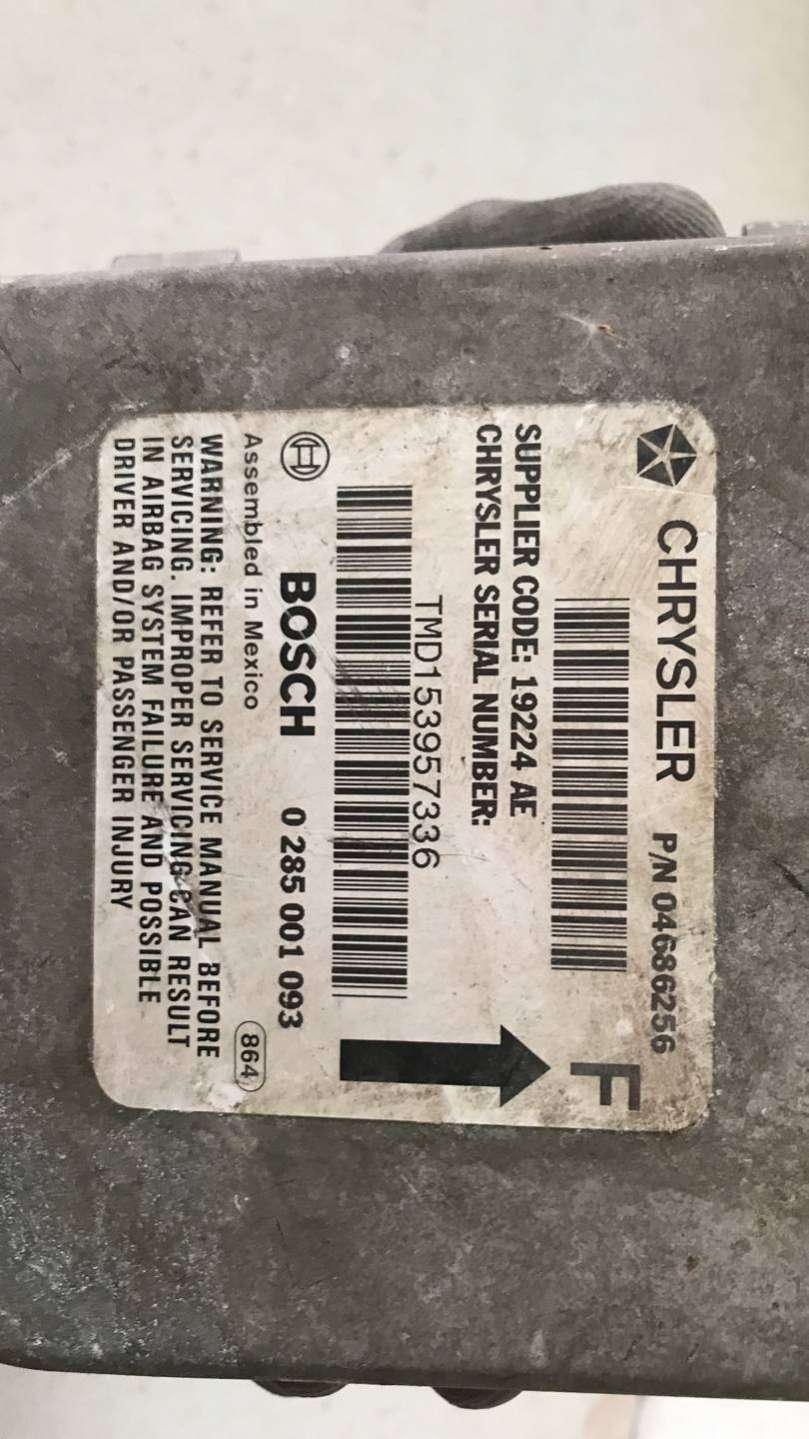 CHRYSLER P/N 04686256
F
SUPPLIER CODE: 19224 AE
CHRYSLER SERIAL NUMBER:
TMD153957336
BOSCH 0 285 001 093
Assembled in Mexico 864
WARNING: REFER TO SERVICE MANUAL BEFORE
SERVICING. IMPROPER SERVICING CAN RESULT
IN AIRBAG SYSTEM FAILURE AND POSSIBLE
DRIVER AND/OR PASSENGER INJURY